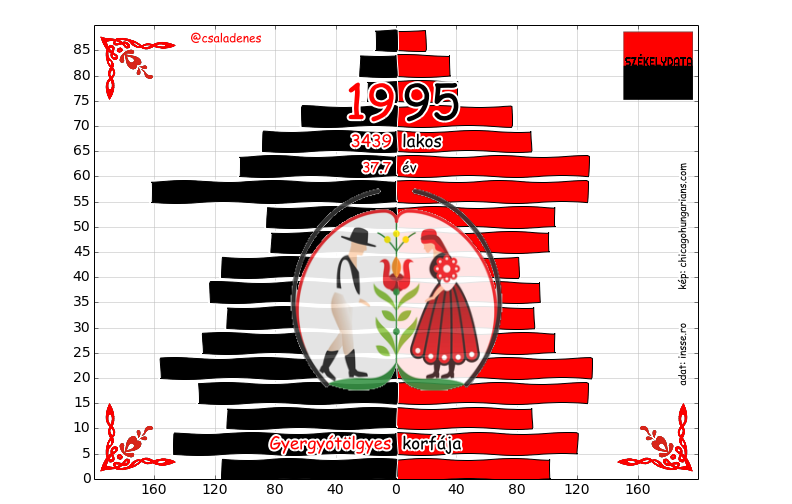 @csaladenes
SZÉKELYDATA
1995
3439 lakos
37.7 év
kép: chicagohungarians.com
adat: insse.ro
Gyergyótölgyes korfája
85
80
75
70
65
60
55
50
45
40
35
30
25
20
15
10
5
0
160 120 80 40 0 40 80 120 160